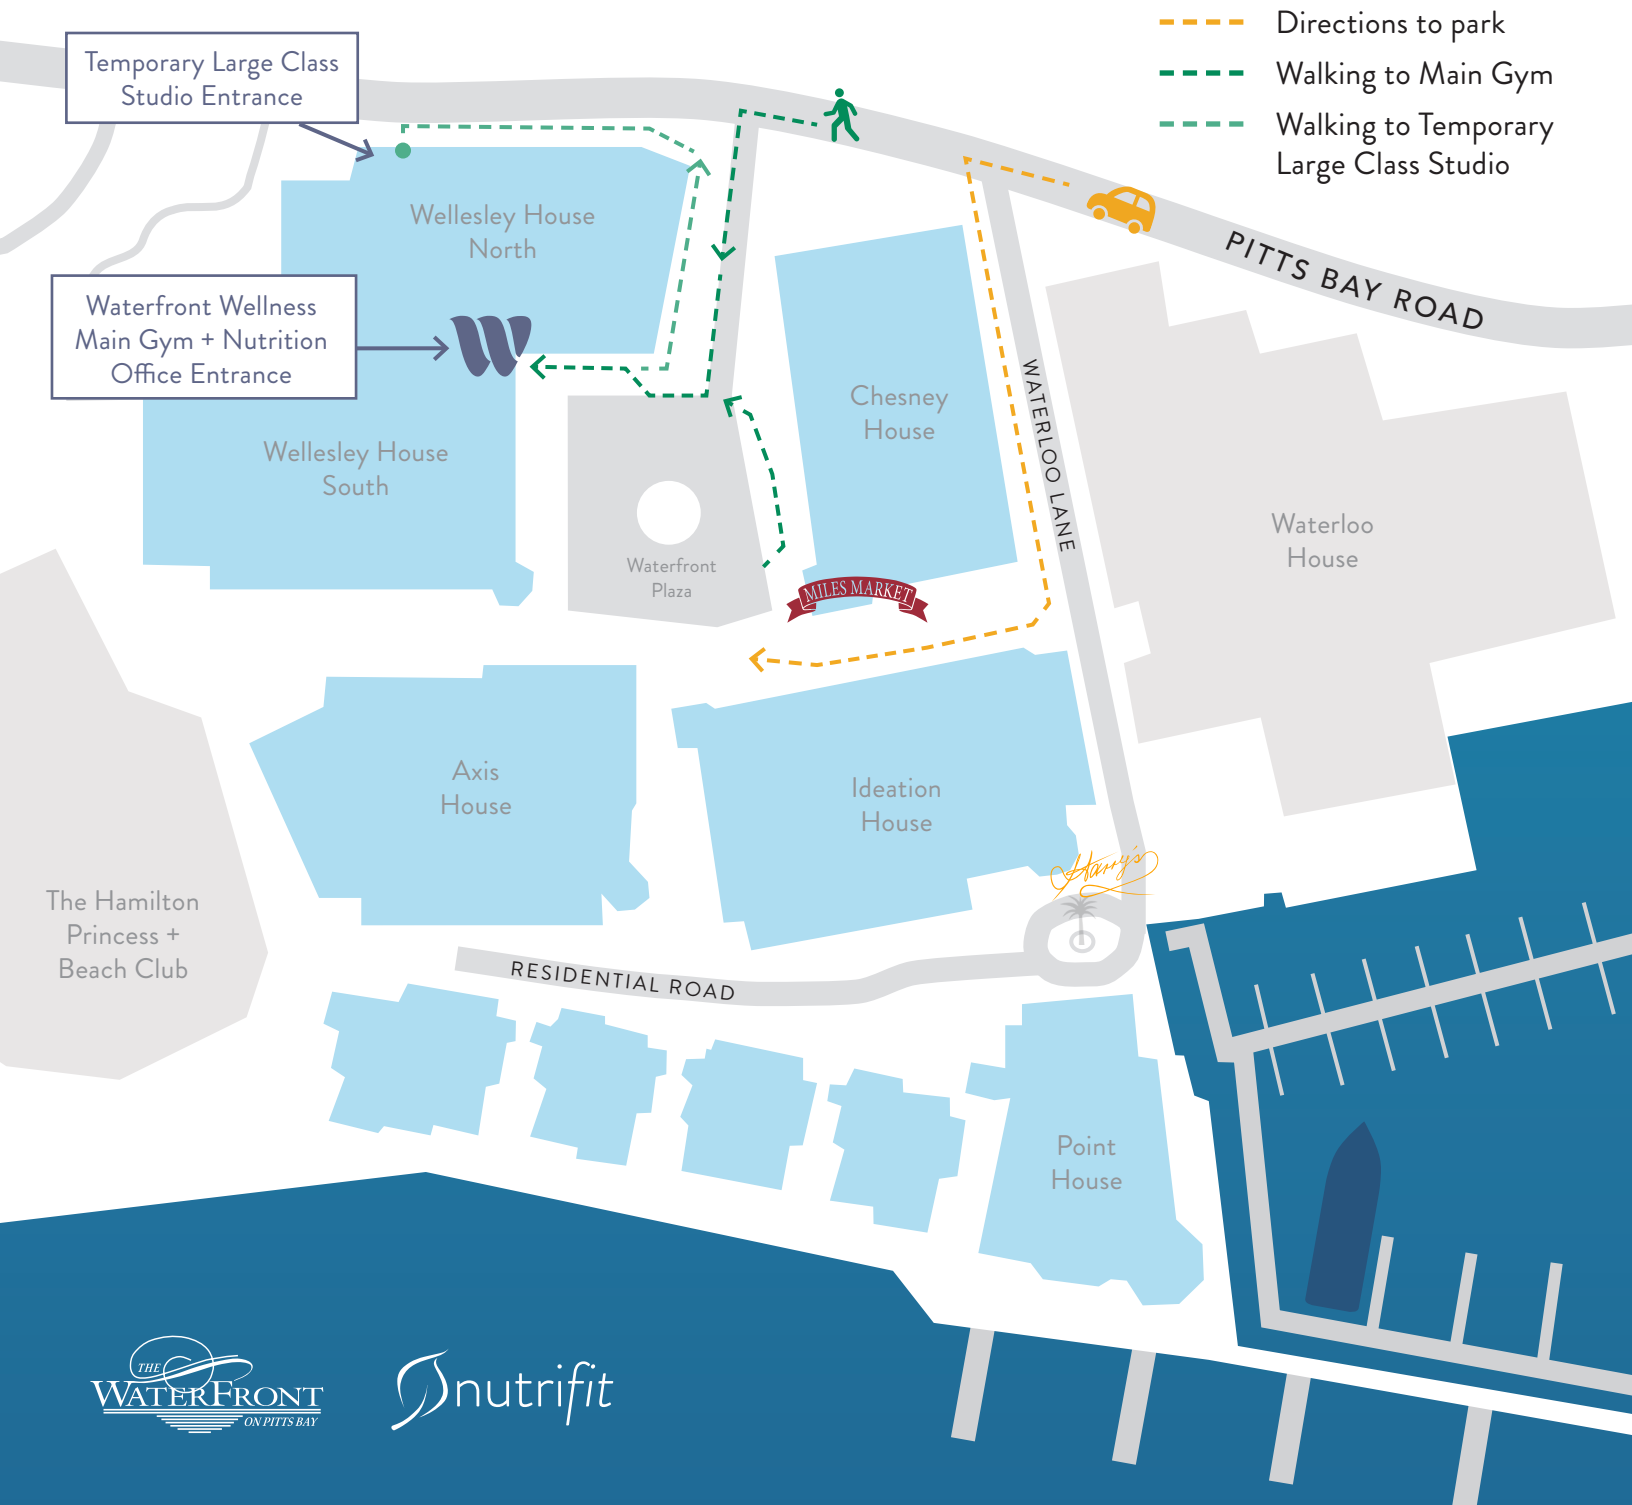 Directions to park
Walking to Main Gym
Walking to Temporary
Large Class Studio
Temporary Large Class
Studio Entrance
Wellesley House
North
PITTS BAY ROAD
Waterfront Wellness
Main Gym + Nutrition
Office Entrance
Chesney
House
WATERLOO LANE
Wellesley House
South
Waterloo
House
Waterfront
Plaza
MILES MARKET
Axis
House
Ideation
House
Harry's
The Hamilton
Princess +
Beach Club
RESIDENTIAL ROAD
Point
House
THE
WATERFRONT
ON PITTS BAY
nutrifit